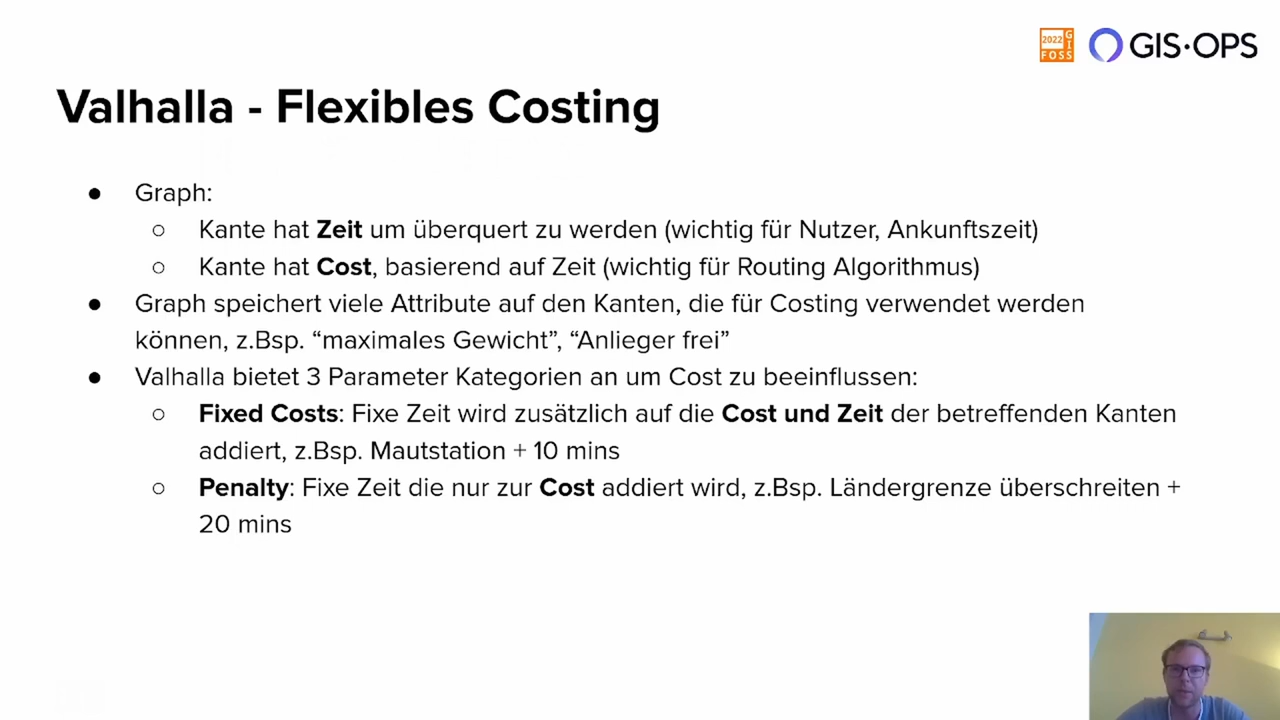 2022
GI
FOSS
GIS·OPS
Valhalla - Flexibles Costing
● Graph:
○ Kante hat Zeit um überquert zu werden (wichtig für Nutzer, Ankunftszeit)
○ Kante hat Cost, basierend auf Zeit (wichtig für Routing Algorithmus)
● Graph speichert viele Attribute auf den Kanten, die für Costing verwendet werden
können, z.Bsp. “maximales Gewicht”, “Anlieger frei”
● Valhalla bietet 3 Parameter Kategorien an um Cost zu beeinflussen:
○ Fixed Costs: Fixe Zeit wird zusätzlich auf die Cost und Zeit der betreffenden Kanten
addiert, z.Bsp. Mautstation + 10 mins
○ Penalty: Fixe Zeit die nur zur Cost addiert wird, z.Bsp. Ländergrenze überschreiten +
20 mins